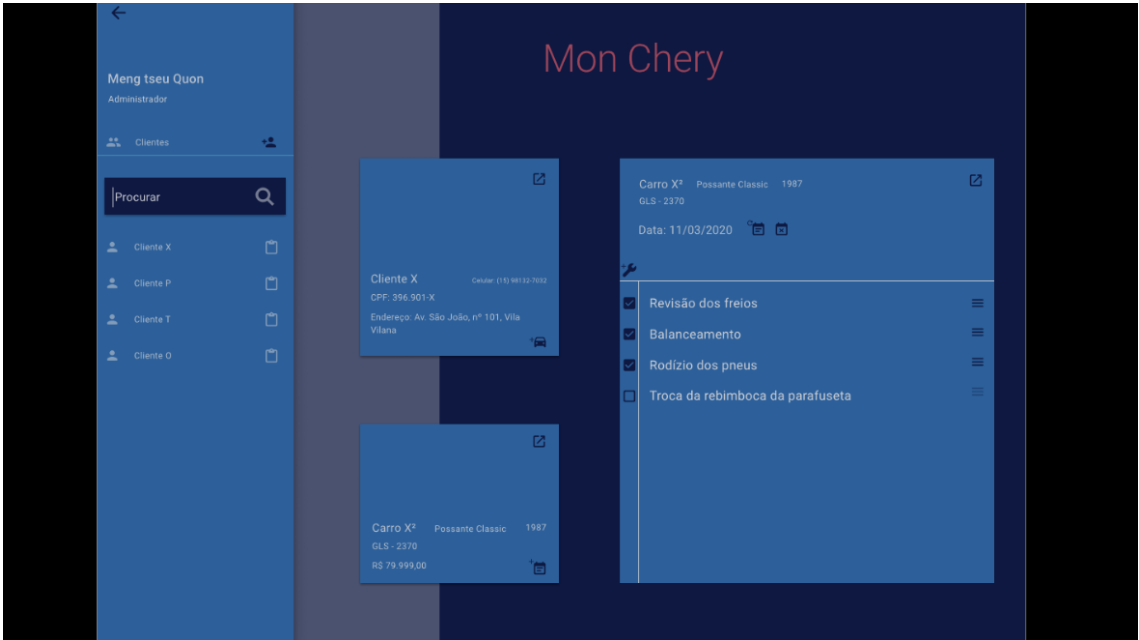 Mon Chery
Meng tseu Quon
Administrador
Clientes
Procurar
Cliente X
Cliente P
Cliente T
Cliente O
Cliente X
Celular: (15) 98132-7032
CPF: 396.901-X
Endereço: Av. São João, nº 101, Vila
Vilana
Carro X² Possante Classic 1987
GLS - 2370
R$ 79.999,00
Carro X² Possante Classic 1987
GLS - 2370
Data: 11/03/2020
Revisão dos freios
Balanceamento
Rodízio dos pneus
Troca da rebimboca da parafuseta